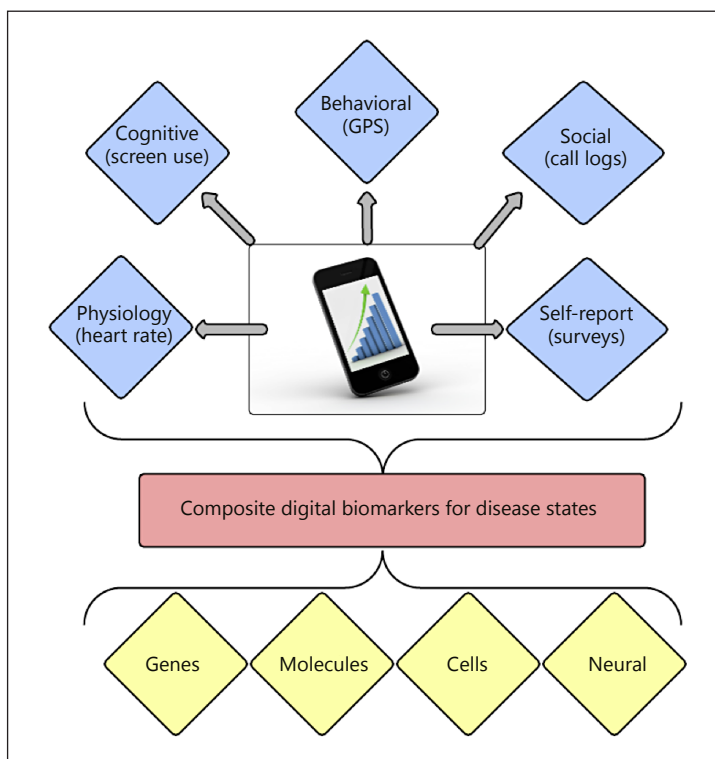 Behavioral
(GPS)
Cognitive
(screen use)
Social
(call logs)
Physiology
(heart rate)
Self-report
(surveys)
Composite digital biomarkers for disease states
Genes
Molecules
Cells
Neural